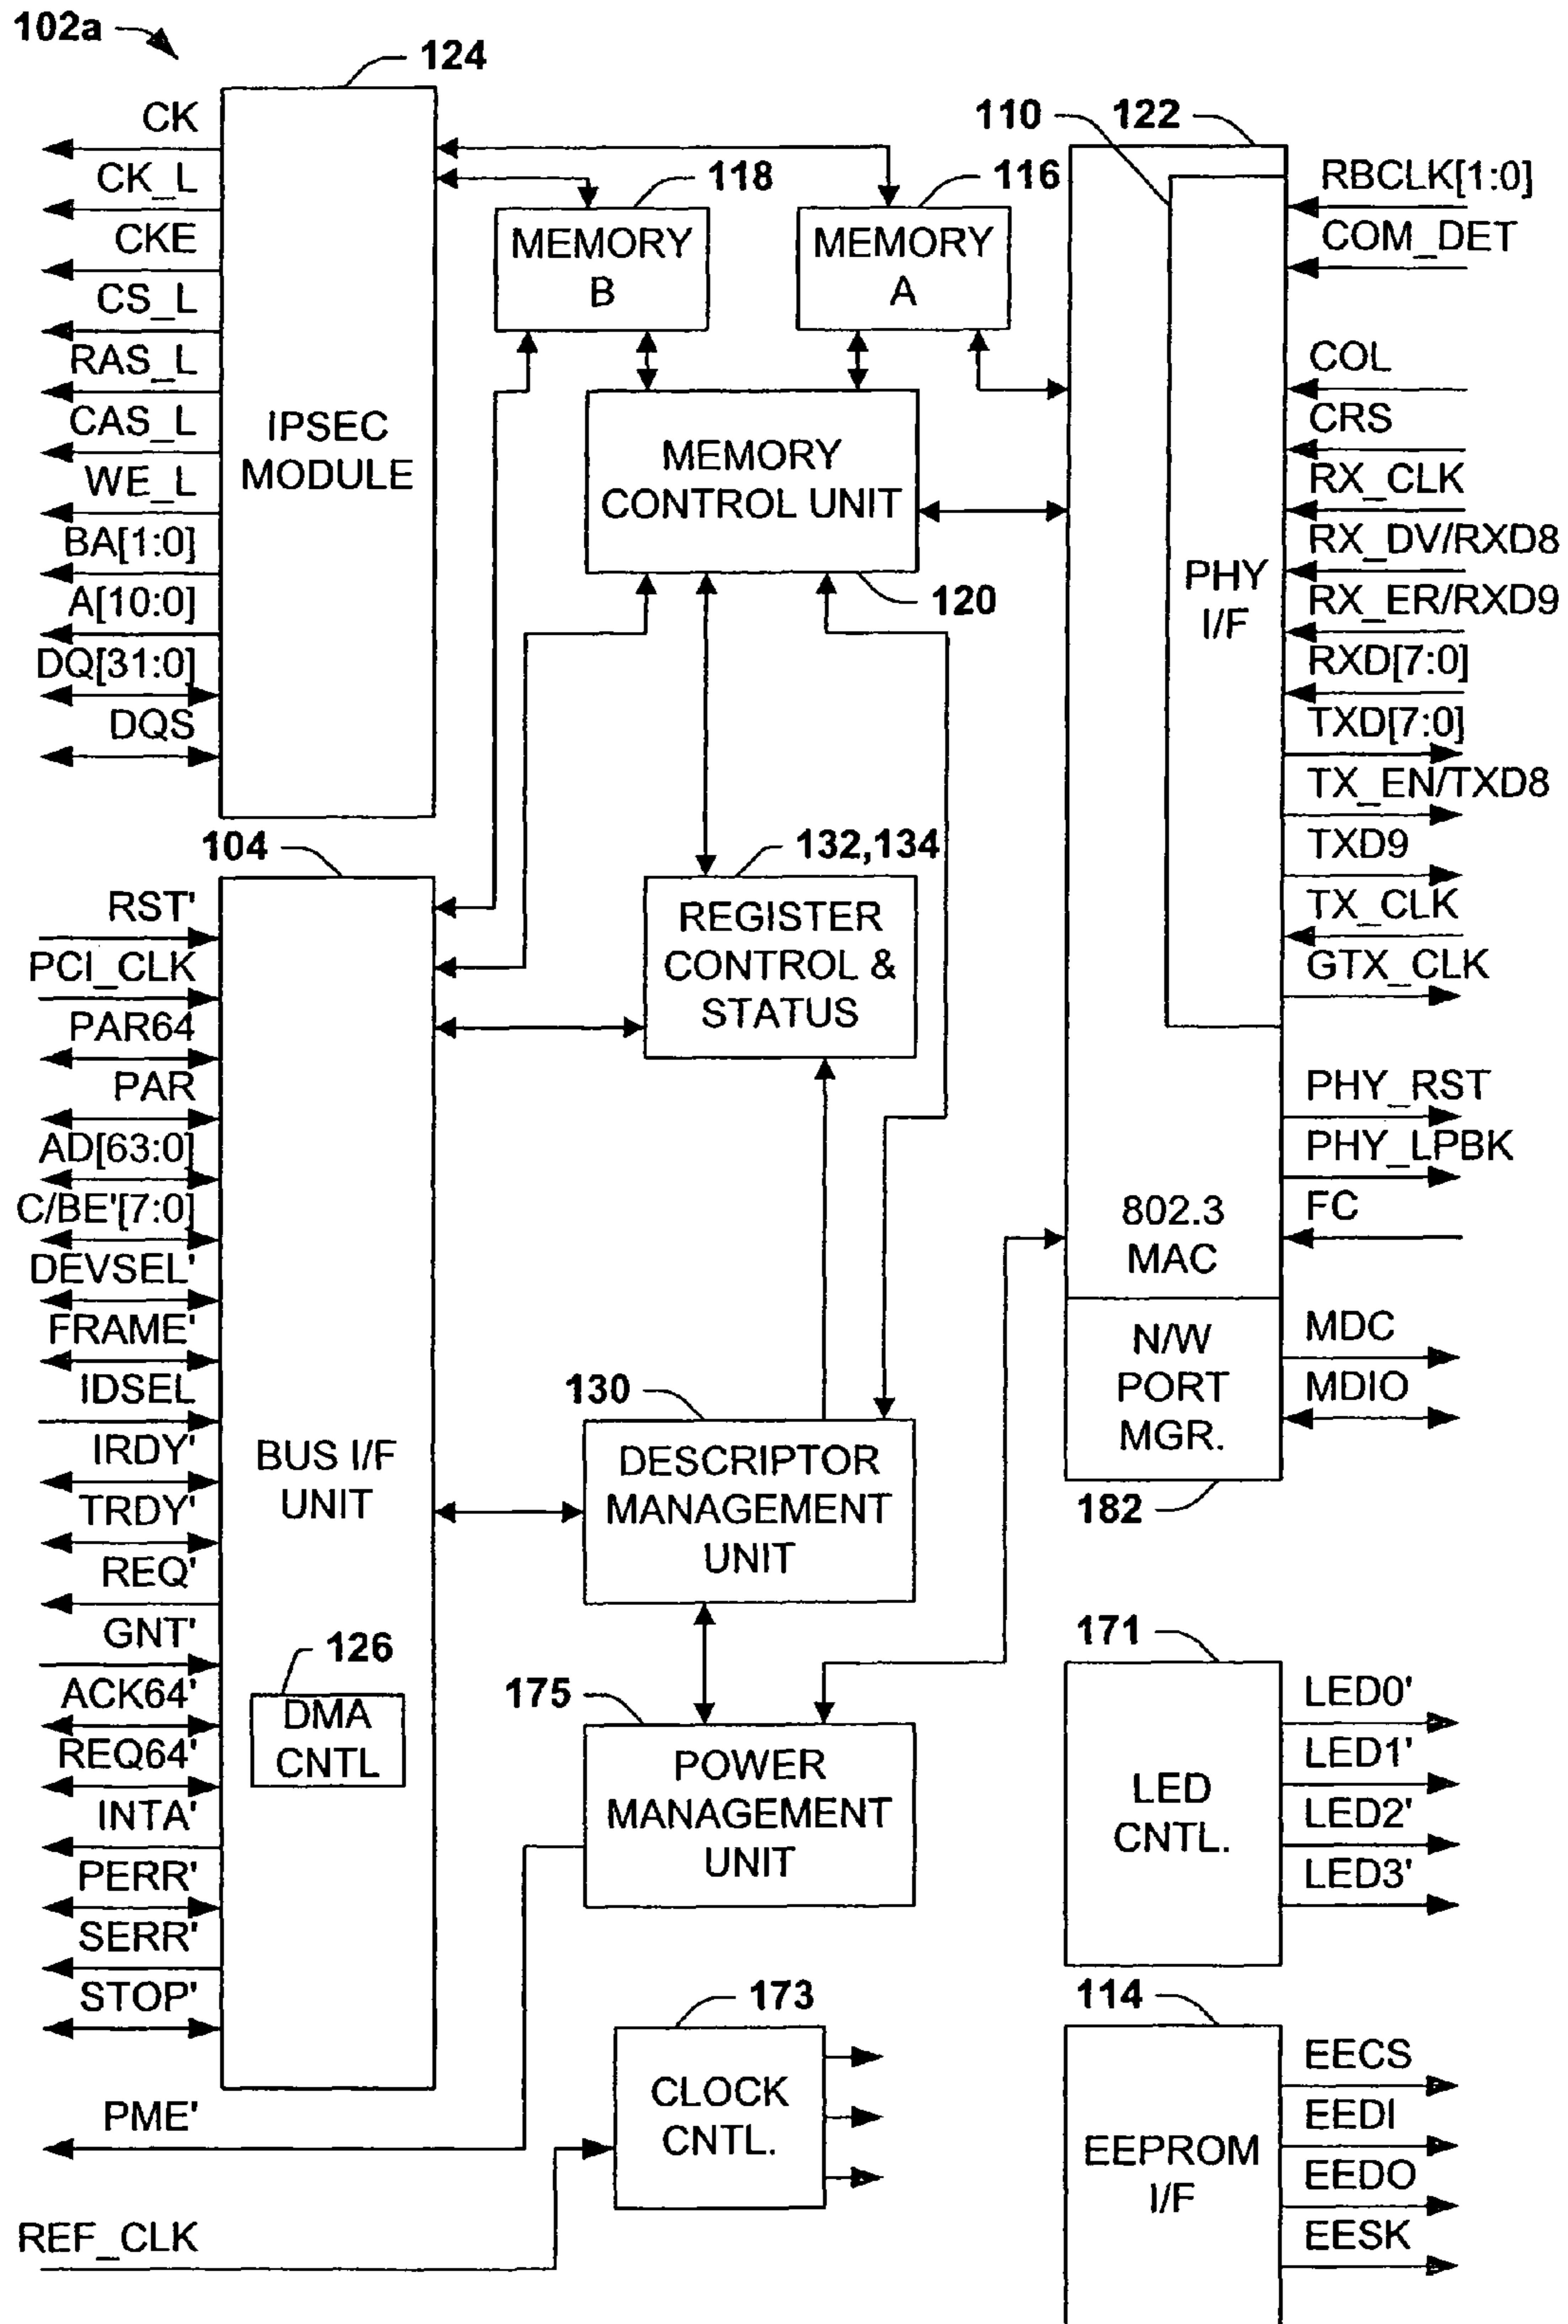 102a
124
CK
CK_L
CKE
CS_L
RAS_L
CAS_L
WE_L
BA[1:0]
A[10:0]
DQ[31:0]
DQS
IPSEC
MODULE
118
MEMORY
B
116
MEMORY
A
MEMORY
CONTROL UNIT
120
110
122
PHY
I/F
RBCLK[1:0]
COM_DET
COL
CRS
RX_CLK
RX_DV/RXD8
RX_ER/RXD9
RXD[7:0]
TXD[7:0]
TX_EN/TXD8
TXD9
TX_CLK
GTX_CLK
PHY_RST
PHY_LPBK
FC
802.3
MAC
N/W
PORT
MGR.
MDC
MDIO
182
104
RST'
PCI_CLK
PAR64
PAR
AD[63:0]
C/BE'[7:0]
DEVSEL'
FRAME'
IDSEL
IRDY'
TRDY'
REQ'
GNT'
ACK64'
REQ64'
INTA'
PERR'
SERR'
STOP'
PME'
REF_CLK
BUS I/F
UNIT
126
DMA
CNTL
132,134
REGISTER
CONTROL &
STATUS
130
DESCRIPTOR
MANAGEMENT
UNIT
175
POWER
MANAGEMENT
UNIT
173
CLOCK
CNTL.
171
LED
CNTL.
LED0'
LED1'
LED2'
LED3'
114
EEPROM
I/F
EECS
EEDI
EEDO
EESK